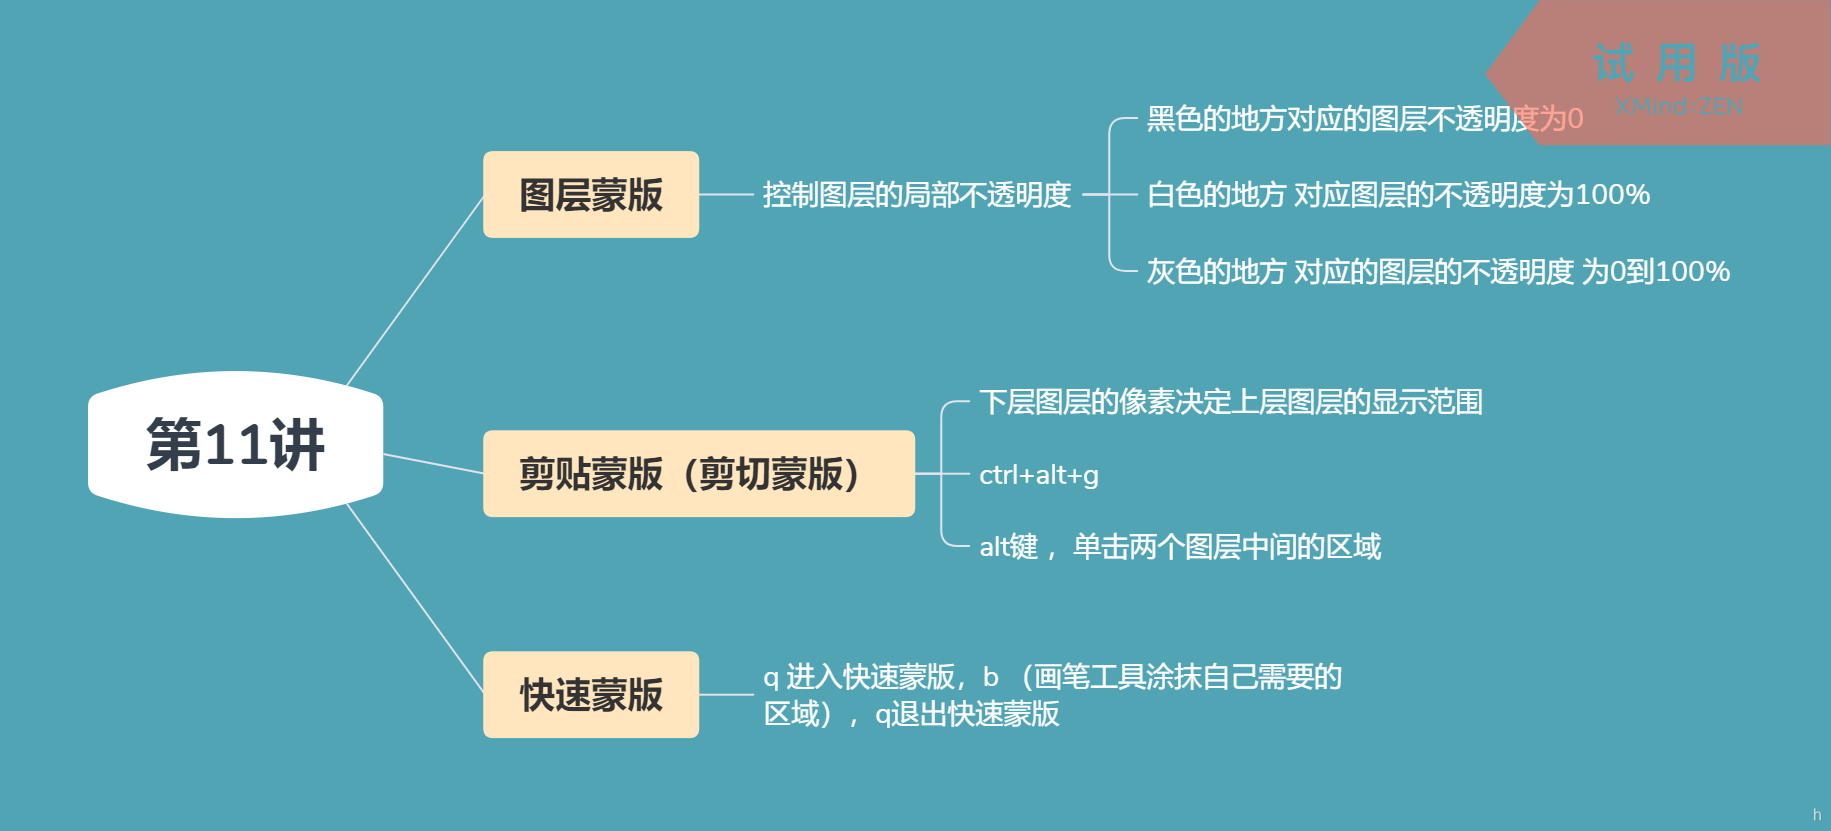 试用版
XMind:ZEN
黑色的地方对应的图层不透明度为0
图层蒙版
控制图层的局部不透明度
白色的地方 对应图层的不透明度为100%
灰色的地方 对应的图层的不透明度 为0到100%
第11讲
下层图层的像素决定上层图层的显示范围
剪贴蒙版（剪切蒙版）
ctrl+alt+g
alt键， 单击两个图层中间的区域
快速蒙版
q 进入快速蒙版，b （画笔工具涂抹自己需要的
区域），q退出快速蒙版
h